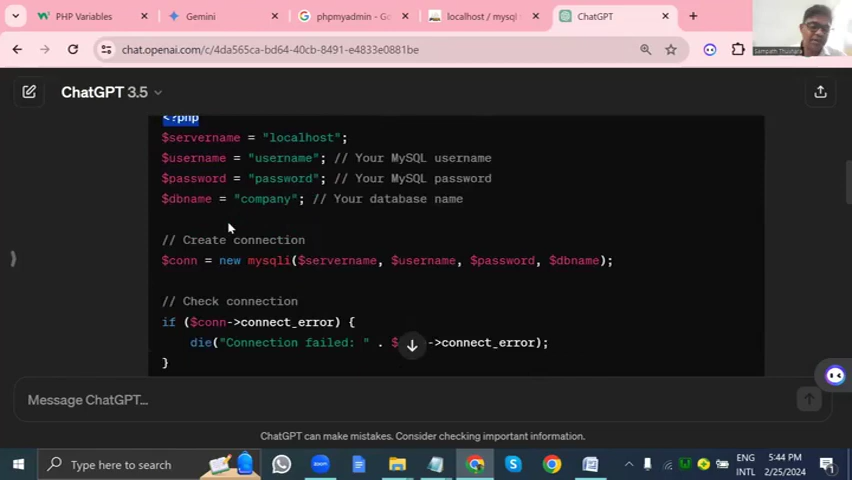 PHP Variables
Gemini
phpmyadmin - Go
localhost / mysql
ChatGPT
chat.openai.com/c/4da565ca-bd64-40cb-8491-e4833e0881be
Sampath Thushara
ChatGPT 3.5
<?php
$servername = "localhost";
$username = "username"; // Your MySQL username
$password = "password"; // Your MySQL password
$dbname = "company"; // Your database name
// Create connection
$conn = new mysqli($servername, $username, $password, $dbname);
// Check connection
if ($conn->connect_error) {
die("Connection failed: " . $ ->connect_error);
}
Message ChatGPT...
ChatGPT can make mistakes. Consider checking important information.
Type here to search
ENG
INTL
5:44 PM
2/25/2024